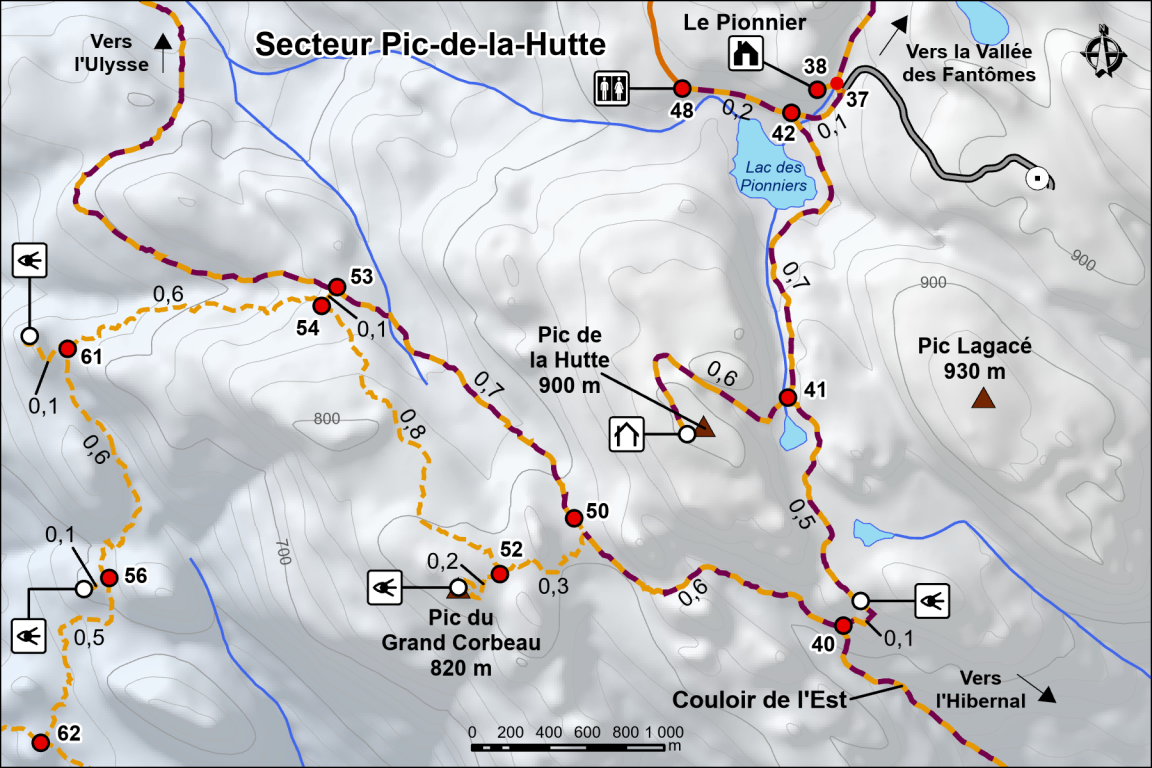 Secteur Pic-de-la-Hutte
Vers
l'Ulysse
Le Pionnier
Vers la Vallée
des Fantômes
38
37
48
0,2
42
0,1
Lac des
Pionniers
900
900
0,7
53
0,6
54
0,1
61
0,1
Pic de
la Hutte
900 m
0,6
Pic Lagacé
930 m
41
0,7
800
0,8
0,6
50
0,5
0,1
700
52
0,2
0,3
56
0,6
0,5
Pic du
Grand Corbeau
820 m
40
0,1
Couloir de l'Est
Vers
l'Hibernal
62
0 200 400 600 800 1 000
m